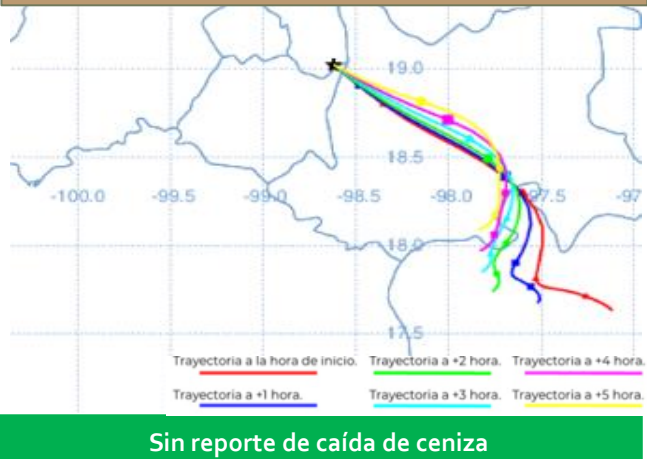 19.0
18.5
-100.0 -99.5 -99.0 -98.5 -98.0 -97.5 -97
18.0
17.5
Trayectoria a la hora de inicio. Trayectoria a +2 hora. Trayectoria a +4 hora.
Trayectoria a +1 hora. Trayectoria a +3 hora. Trayectoria a +5 hora.
Sin reporte de caída de ceniza